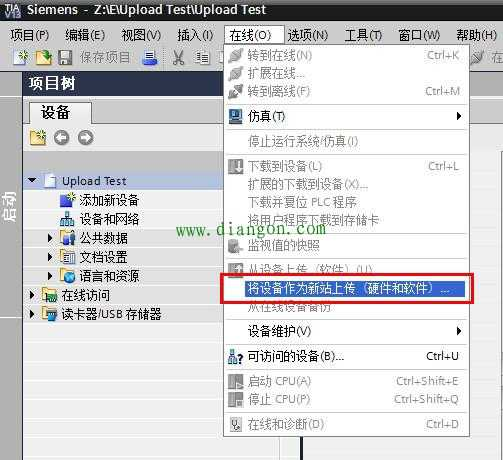 TIA V13 Siemens - Z:\E\Upload Test\Upload Test
项目(P) 编辑(E) 视图(V) 插入(I) 在线(O) 选项(N) 工具(T) 窗口(W)
保存项目
转到在线(N) Ctrl+K
扩展在线...
转到离线(F) Ctrl+M
仿真(T)
停止运行系统/仿真(I)
下载到设备(L) Ctrl+L
扩展的下载到设备(X)...
下载并复位 PLC 程序
将用户程序下载到存储卡
监视值的快照
从设备上传（软件）(U)
将设备作为新站上传（硬件和软件）...
从在线设备备份
设备维护(V)
可访问的设备(B)... Ctrl+U
启动 CPU(A) Ctrl+Shift+E
停止 CPU(P) Ctrl+Shift+Q
在线和诊断(D) Ctrl+D
项目树
设备
Upload Test
添加新设备
设备和网络
公共数据
文档设置
语言和资源
在线访问
读卡器/USB 存储器
启动
www.diangon.com